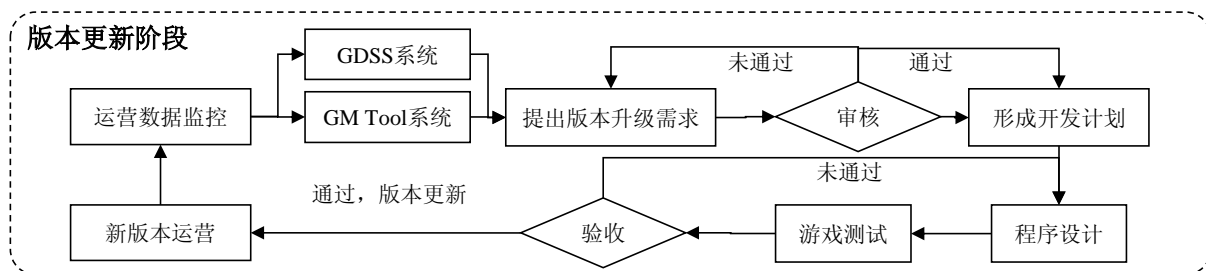 版本更新阶段
GDSS系统
未通过
通过
运营数据监控
GM Tool系统
提出版本升级需求
审核
形成开发计划
未通过
通过，版本更新
新版本运营
验收
游戏测试
程序设计